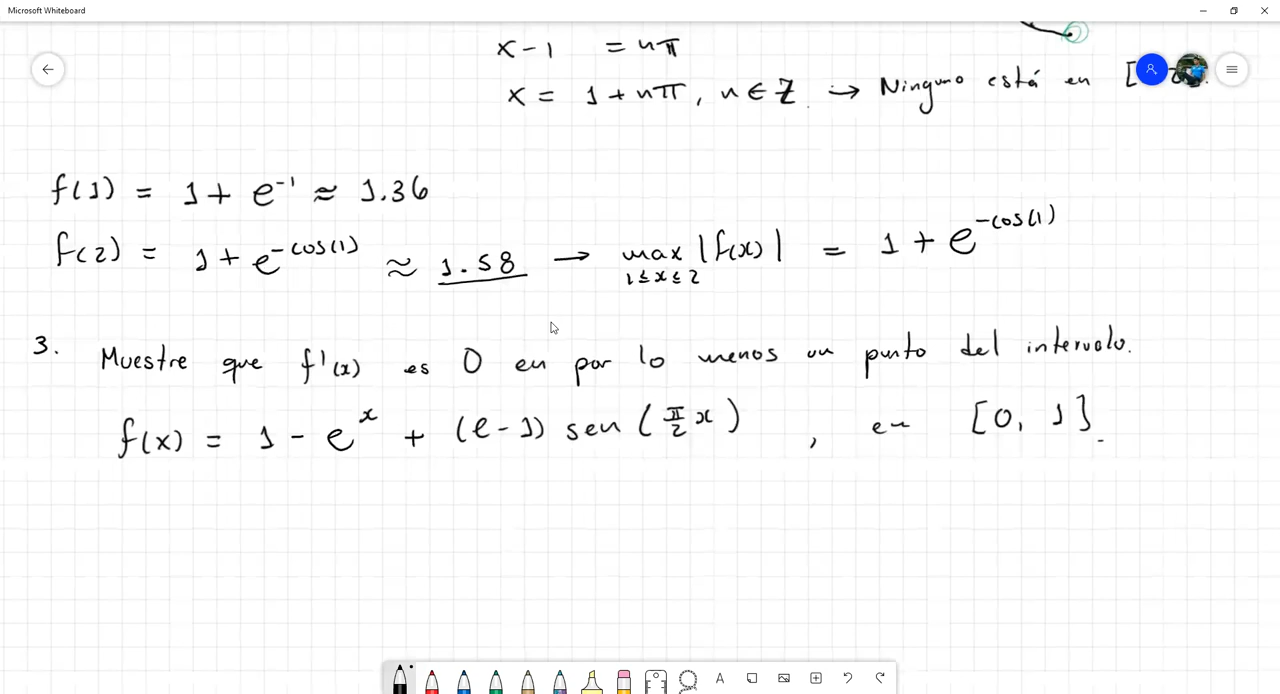 Microsoft Whiteboard
x - 1 = nπ
x = 1 + nπ, n ∈ Z. → Ninguno está en [
f(1) = 1 + e^-1 ≈ 1.36
f(2) = 1 + e^-cos(1) ≈ 1.58 → max |f(x)| = 1 + e^-cos(1)
1≤x≤2
3. Muestre que f'(x) es 0 en por lo menos un punto del intervalo.
f(x) = 1 - e^x + (e-1) sen (π/2 x) , en [0, 1].
A